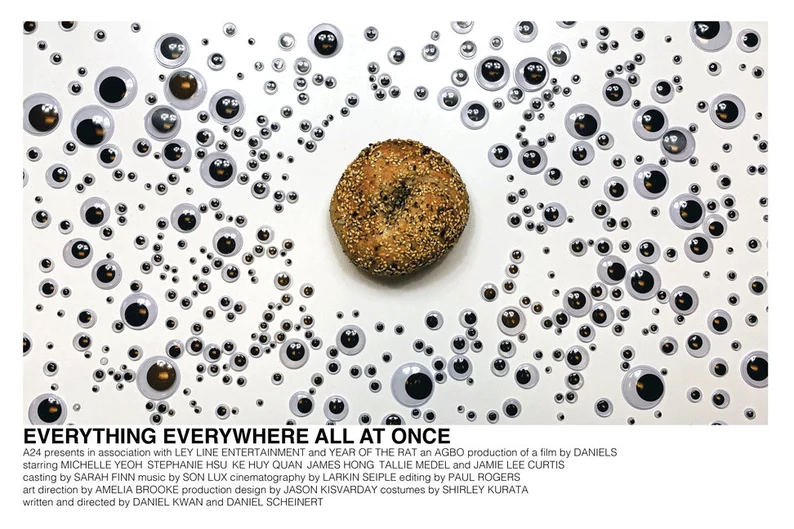 EVERYTHING EVERYWHERE ALL AT ONCE
A24 presents in association with LEY LINE ENTERTAINMENT and YEAR OF THE RAT an AGBO production of a film by DANIELS
starring MICHELLE YEOH STEPHANIE HSU KE HUY QUAN JAMES HONG TALLIE MEDEL and JAMIE LEE CURTIS
casting by SARAH FINN music by SON LUX cinematography by LARKIN SEIPLE editing by PAUL ROGERS
art direction by AMELIA BROOKE production design by JASON KISVARDAY costumes by SHIRLEY KURATA
written and directed by DANIEL KWAN and DANIEL SCHEINERT